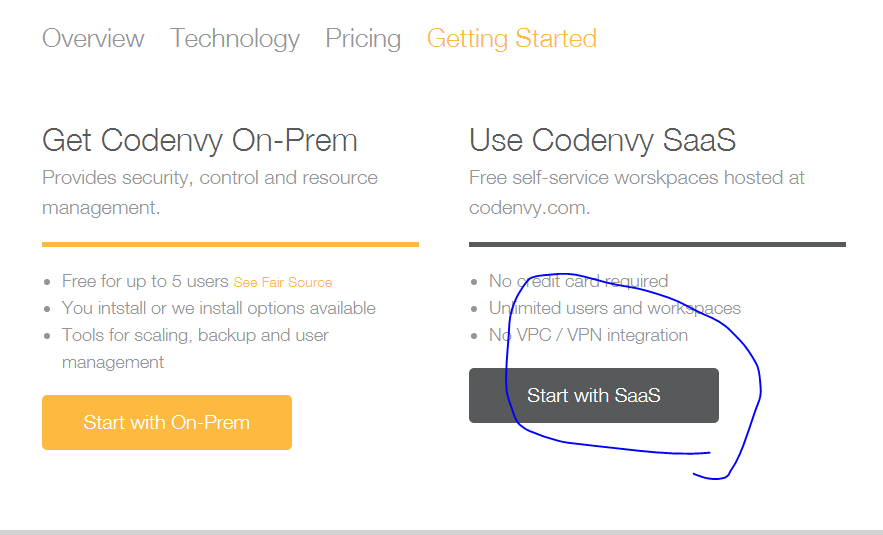 Overview Technology Pricing Getting Started
Get Codenvy On-Prem
Provides security, control and resource
management.
Free for up to 5 users See Fair Source
You intstall or we install options available
Tools for scaling, backup and user
management
Start with On-Prem
Use Codenvy SaaS
Free self-service worskpaces hosted at
codenvy.com.
No credit card required
Unlimited users and workspaces
No VPC / VPN integration
Start with SaaS